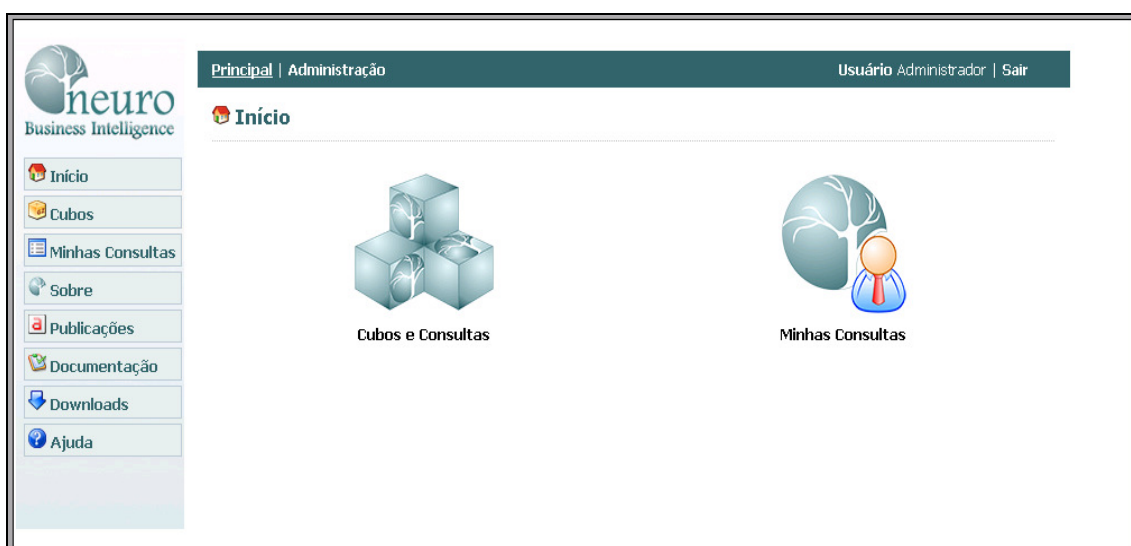 neuro
Business Intelligence
Principal | Administração
Usuário Administrador | Sair
Início
Início
Cubos
Minhas Consultas
Sobre
Publicações
Documentação
Downloads
Ajuda
Cubos e Consultas
Minhas Consultas